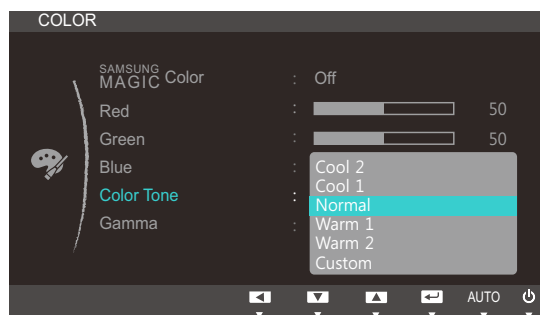 COLOR
SAMSUNG MAGIC Color : Off
Red : 50
Green : 50
Blue :
Color Tone :
Gamma :
Cool 2
Cool 1
Normal
Warm 1
Warm 2
Custom
AUTO